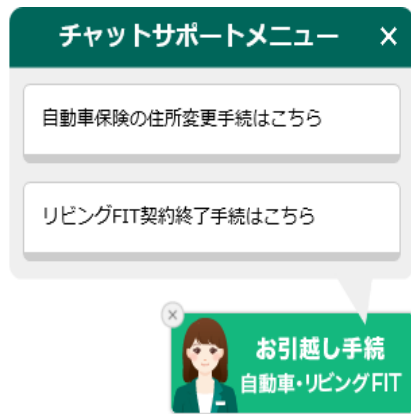 チャットサポートメニュー ×
自動車保険の住所変更手続はこちら
リビングFIT契約終了手続はこちら
×
お引越し手続
自動車・リビングFIT